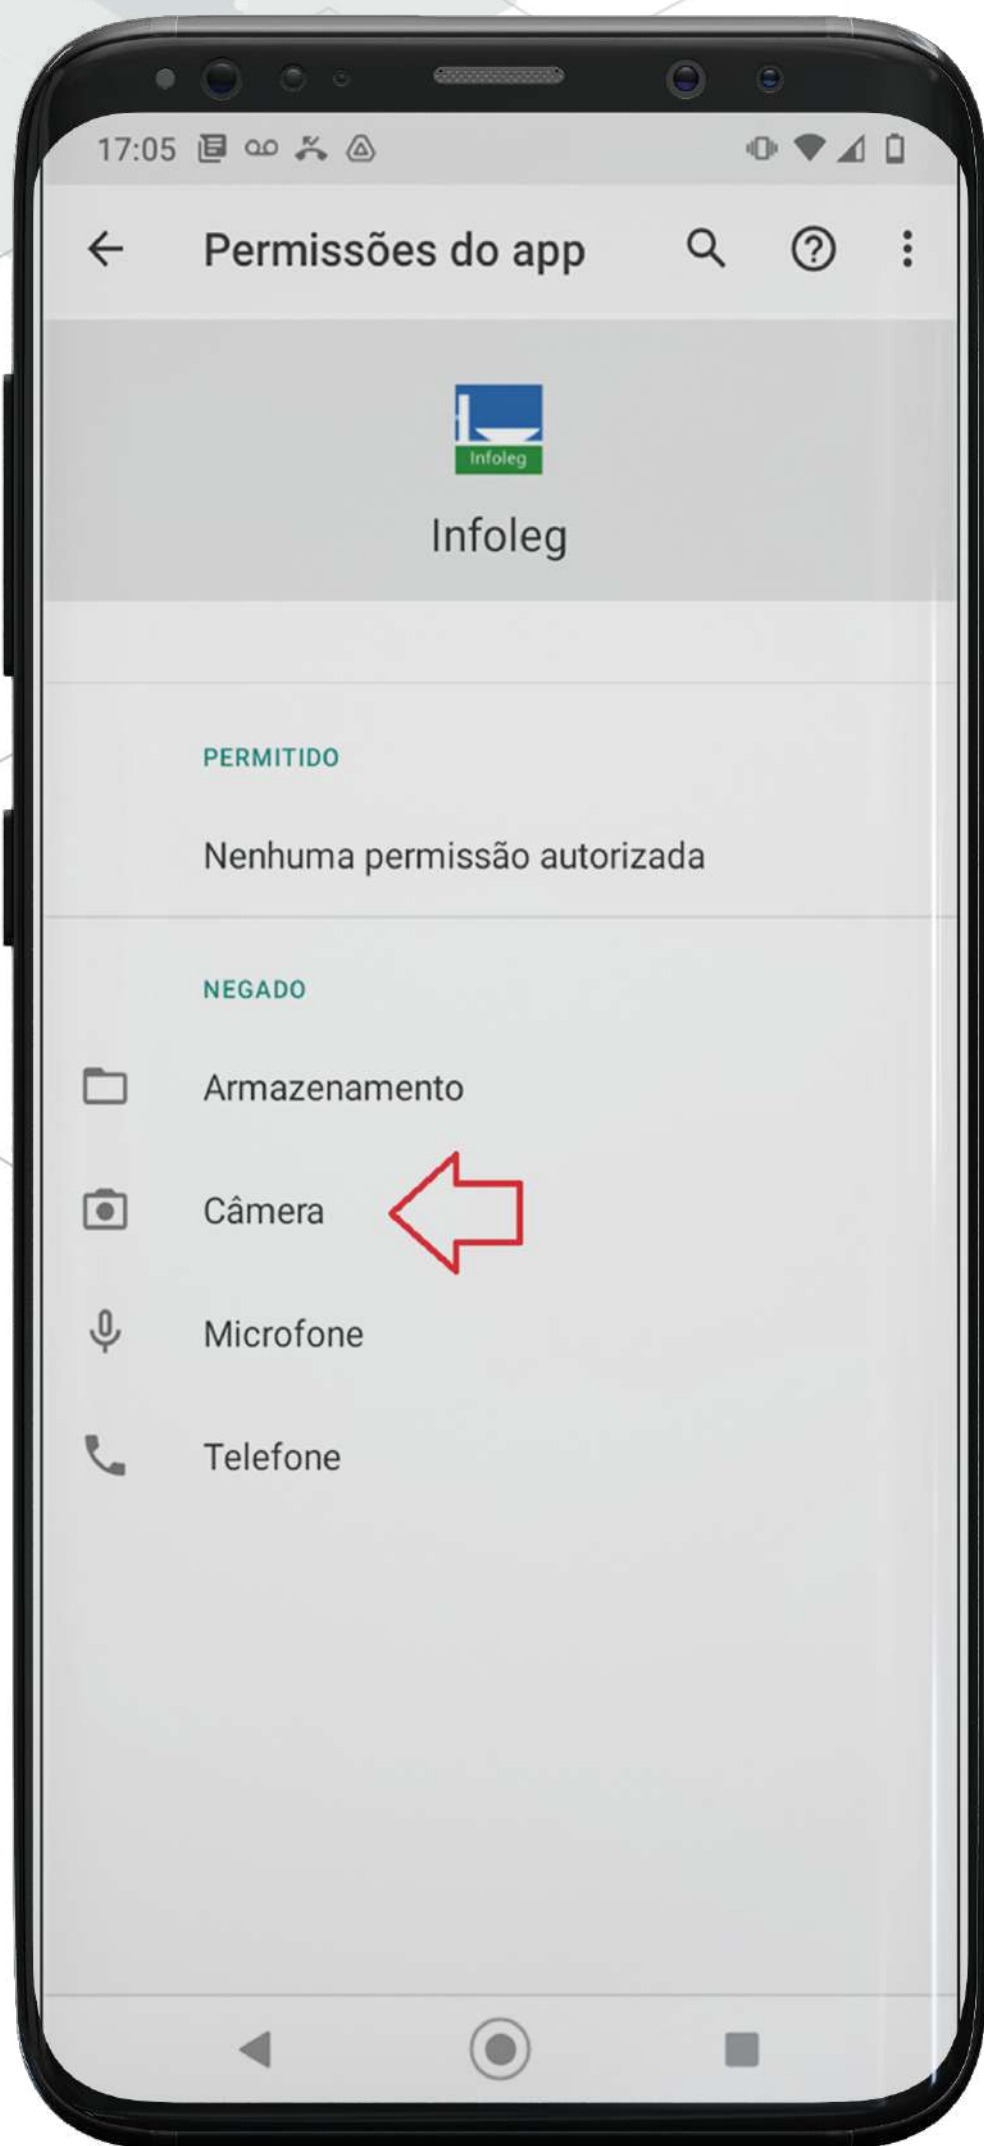 17:05
Permissões do app
Infoleg
Infoleg
PERMITIDO
Nenhuma permissão autorizada
NEGADO
Armazenamento
Câmera
Microfone
Telefone